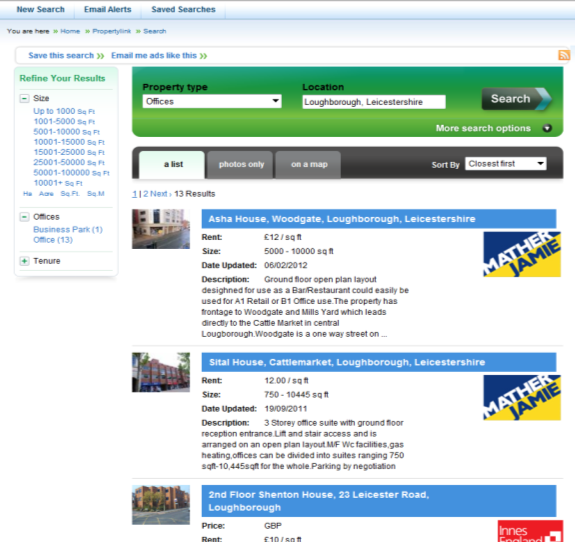 New Search Email Alerts Saved Searches
You are here » Home » Propertylink » Search
Save this search » Email me ads like this »
Refine Your Results
Size
Up to 1000 Sq Ft
1001-5000 Sq Ft
5001-10000 Sq Ft
10001-15000 Sq Ft
15001-25000 Sq Ft
25001-50000 Sq Ft
50001-100000 Sq Ft
10001+ Sq Ft
Ha Acre Sq.Ft. Sq.M
Offices
Business Park (1)
Office (13)
Tenure
Property type Location
Offices Loughborough, Leicestershire Search
More search options
a list photos only on a map Sort By Closest first
1 | 2 Next › 13 Results
Asha House, Woodgate, Loughborough, Leicestershire
Rent: £12 / sq ft
Size: 5000 - 10000 sq ft
Date Updated: 06/02/2012
Description: Ground floor open plan layout
desighned for use as a Bar/Restaurant could easily be
used for A1 Retail or B1 Office use.The property has
frontage to Woodgate and Mills Yard which leads
directly to the Cattle Market in central
Lougborough.Woodgate is a one way street on ...
MATHER
JAMIE
Sital House, Cattlemarket, Loughborough, Leicestershire
Rent: 12.00 / sq ft
Size: 750 - 10445 sq ft
Date Updated: 19/09/2011
Description: 3 Storey office suite with ground floor
reception entrance.Lift and stair access and is
arranged on an open plan layout.M/F Wc facilities,gas
heating,offices can be divided into suites ranging 750
sqft-10,445sqft for the whole.Parking by negotiation
MATHER
JAMIE
2nd Floor Shenton House, 23 Leicester Road,
Loughborough
Price: GBP
Rent: £10 / sq ft
Innes
England